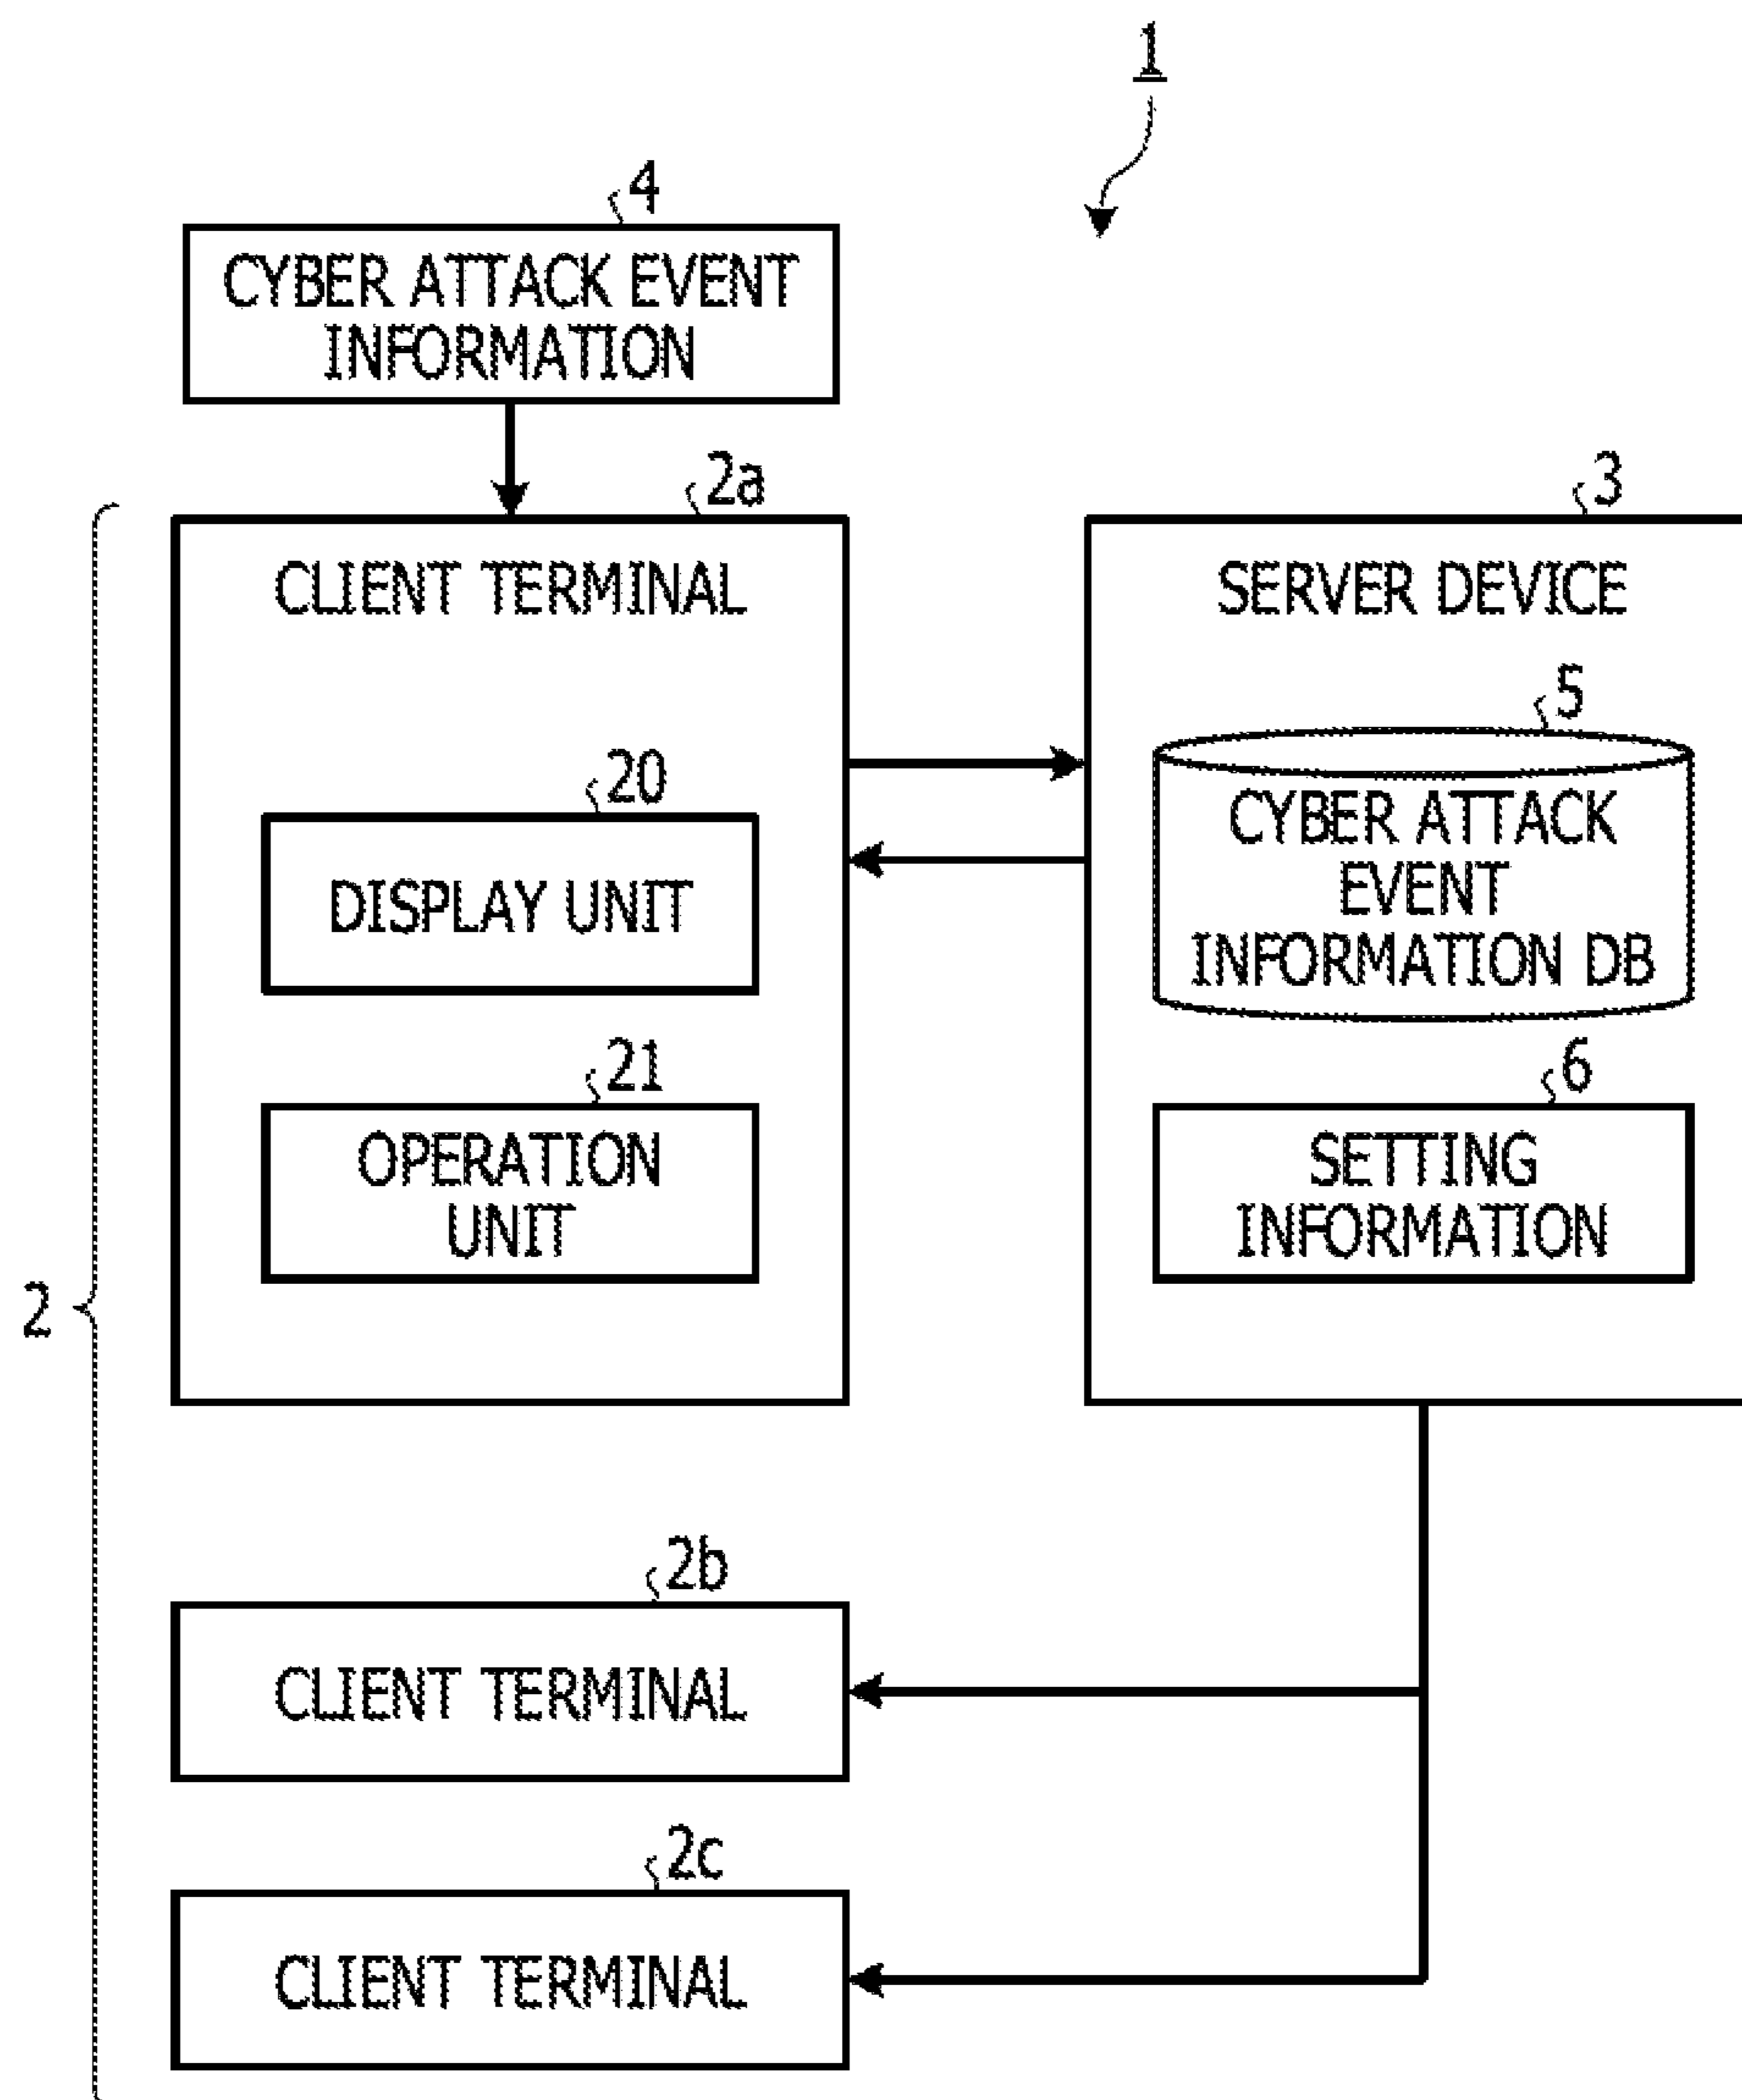 1
4
CYBER ATTACK EVENT
INFORMATION
2a
CLIENT TERMINAL
20
DISPLAY UNIT
21
OPERATION
UNIT
3
SERVER DEVICE
5
CYBER ATTACK
EVENT
INFORMATION DB
6
SETTING
INFORMATION
2
2b
CLIENT TERMINAL
2c
CLIENT TERMINAL